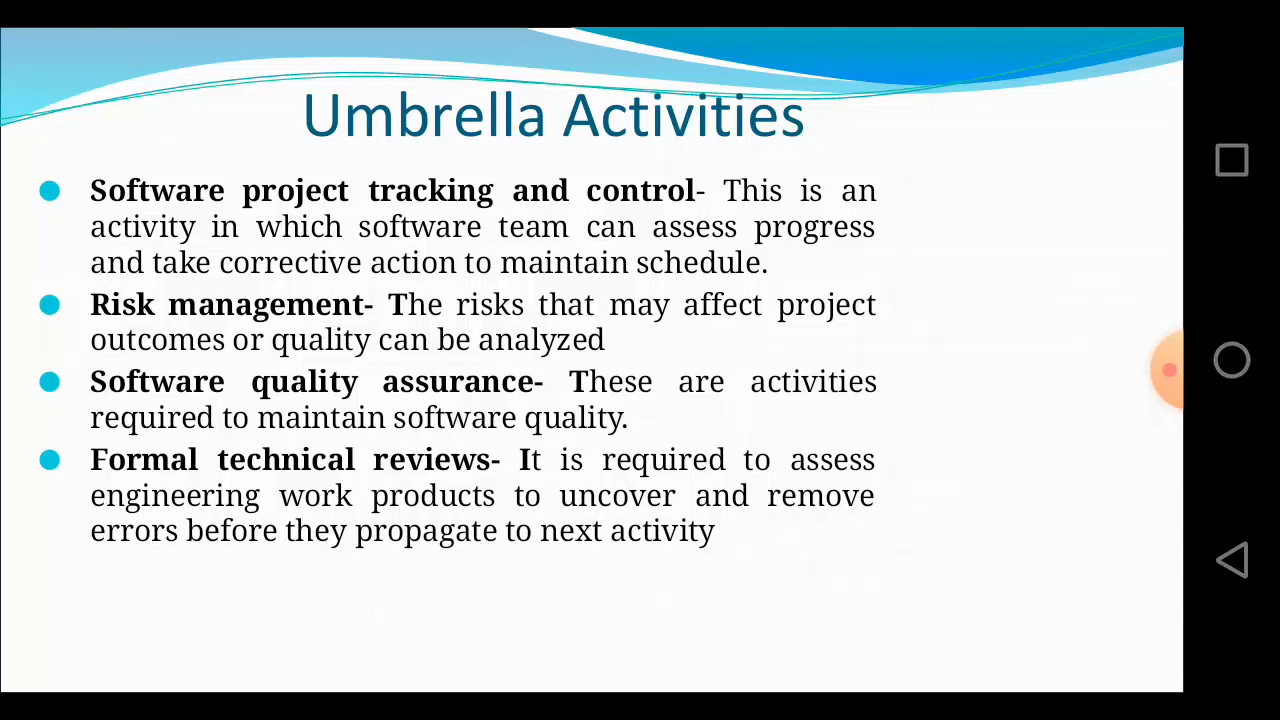 Umbrella Activities
Software project tracking and control- This is an
activity in which software team can assess progress
and take corrective action to maintain schedule.
Risk management- The risks that may affect project
outcomes or quality can be analyzed
Software quality assurance- These are activities
required to maintain software quality.
Formal technical reviews- It is required to assess
engineering work products to uncover and remove
errors before they propagate to next activity